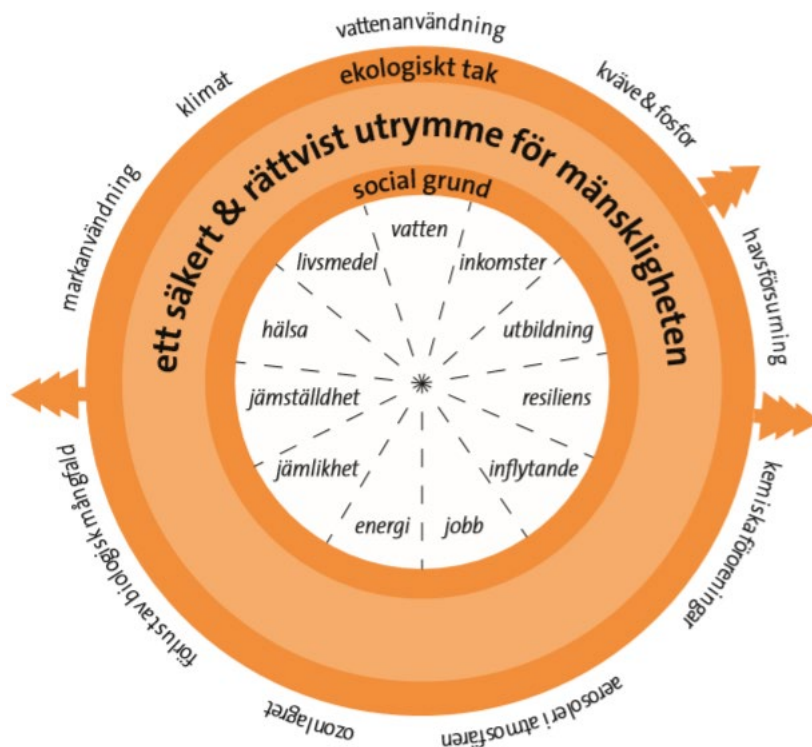 vattenanvändning
kväve & fosfor
havsförsurning
kemiska föroreningar
aerosoler i atmosfären
ozonlagret
förlust av biologisk mångfald
markanvändning
klimat
ekologiskt tak
ett säkert & rättvist utrymme för mänskligheten
social grund
vatten
inkomster
utbildning
resiliens
inflytande
jobb
energi
jämlikhet
jämställdhet
hälsa
livsmedel